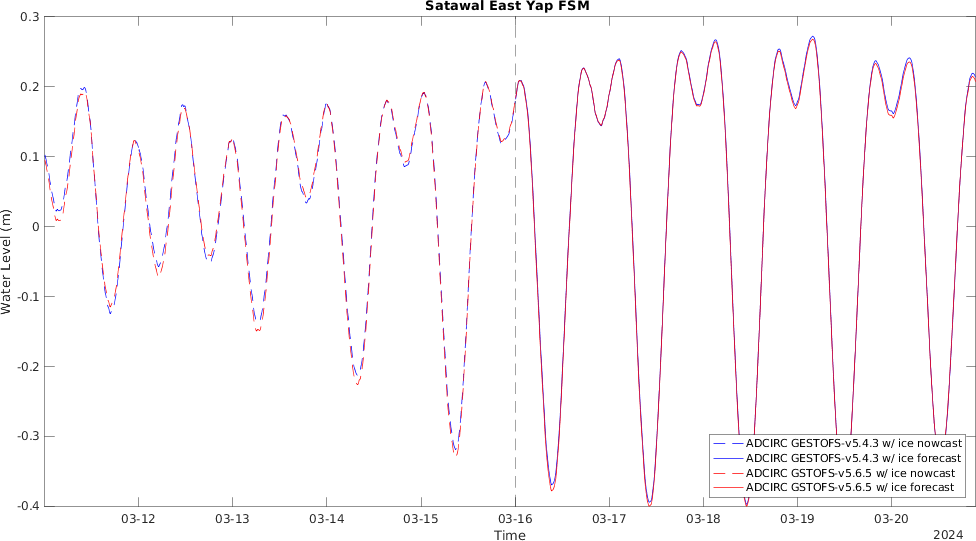 Satawal East Yap FSM
0.3
0.2
0.1
0
-0.1
-0.2
-0.3
-0.4
Water Level (m)
ADCIRC GESTOFS-v5.4.3 w/ ice nowcast
ADCIRC GESTOFS-v5.4.3 w/ ice forecast
ADCIRC GSTOFS-v5.6.5 w/ ice nowcast
ADCIRC GSTOFS-v5.6.5 w/ ice forecast
03-12 03-13 03-14 03-15 03-16 03-17 03-18 03-19 03-20
Time
2024